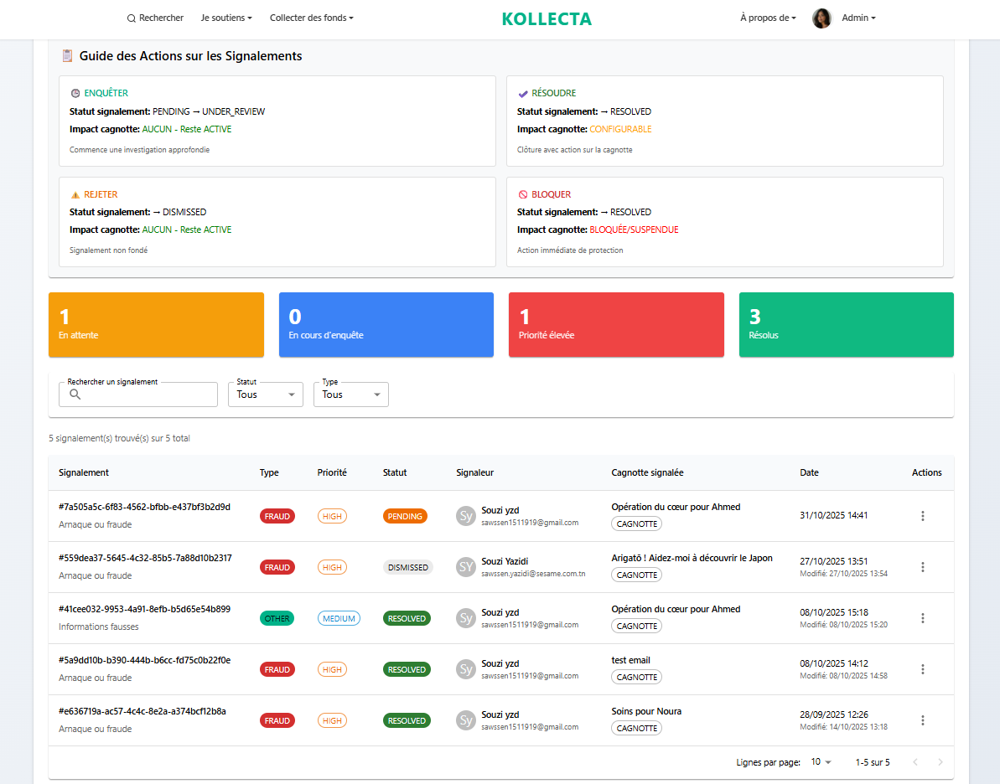 Rechercher Je soutiens Collecter des fonds KOLLECTA À propos de Admin
Guide des Actions sur les Signalements
ENQUÊTER
Statut signalement: PENDING → UNDER_REVIEW
Impact cagnotte: AUCUN - Reste ACTIVE
Commence une investigation approfondie
RÉSOUDRE
Statut signalement: → RESOLVED
Impact cagnotte: CONFIGURABLE
Clôture avec action sur la cagnotte
REJETER
Statut signalement: → DISMISSED
Impact cagnotte: AUCUN - Reste ACTIVE
Signalement non fondé
BLOQUER
Statut signalement: → RESOLVED
Impact cagnotte: BLOQUÉE/SUSPENDUE
Action immédiate de protection
1
En attente
0
En cours d'enquête
1
Priorité élevée
3
Résolus
Rechercher un signalement
Statut
Tous
Type
Tous
5 signalement(s) trouvé(s) sur 5 total
Signalement Type Priorité Statut Signaleur Cagnotte signalée Date Actions
#7a505a5c-6f83-4562-bfbb-e437bf3b2d9d
Arnaque ou fraude
FRAUD
HIGH
PENDING
Sy
Souzi yzd
sawssen1511919@gmail.com
Opération du cœur pour Ahmed
CAGNOTTE
31/10/2025 14:41
#559dea37-5645-4c32-85b5-7a88d10b2317
Arnaque ou fraude
FRAUD
HIGH
DISMISSED
SY
Souzi Yazidi
sawssen.yazidi@sesame.com.tn
Arigatō ! Aidez-moi à découvrir le Japon
CAGNOTTE
27/10/2025 13:51
Modifié: 27/10/2025 13:54
#41cee032-9953-4a91-8efb-b5d65e54b899
Informations fausses
OTHER
MEDIUM
RESOLVED
Sy
Souzi yzd
sawssen1511919@gmail.com
Opération du cœur pour Ahmed
CAGNOTTE
08/10/2025 15:18
Modifié: 08/10/2025 15:20
#5a9dd10b-b390-444b-b6cc-fd75c0b22f0e
Arnaque ou fraude
FRAUD
HIGH
RESOLVED
Sy
Souzi yzd
sawssen1511919@gmail.com
test email
CAGNOTTE
08/10/2025 14:12
Modifié: 08/10/2025 14:58
#e636719a-ac57-4c4c-8e2a-a374bcf12b8a
Arnaque ou fraude
FRAUD
HIGH
RESOLVED
Sy
Souzi yzd
sawssen1511919@gmail.com
Soins pour Noura
CAGNOTTE
28/09/2025 12:26
Modifié: 14/10/2025 13:18
Lignes par page: 10 1-5 sur 5